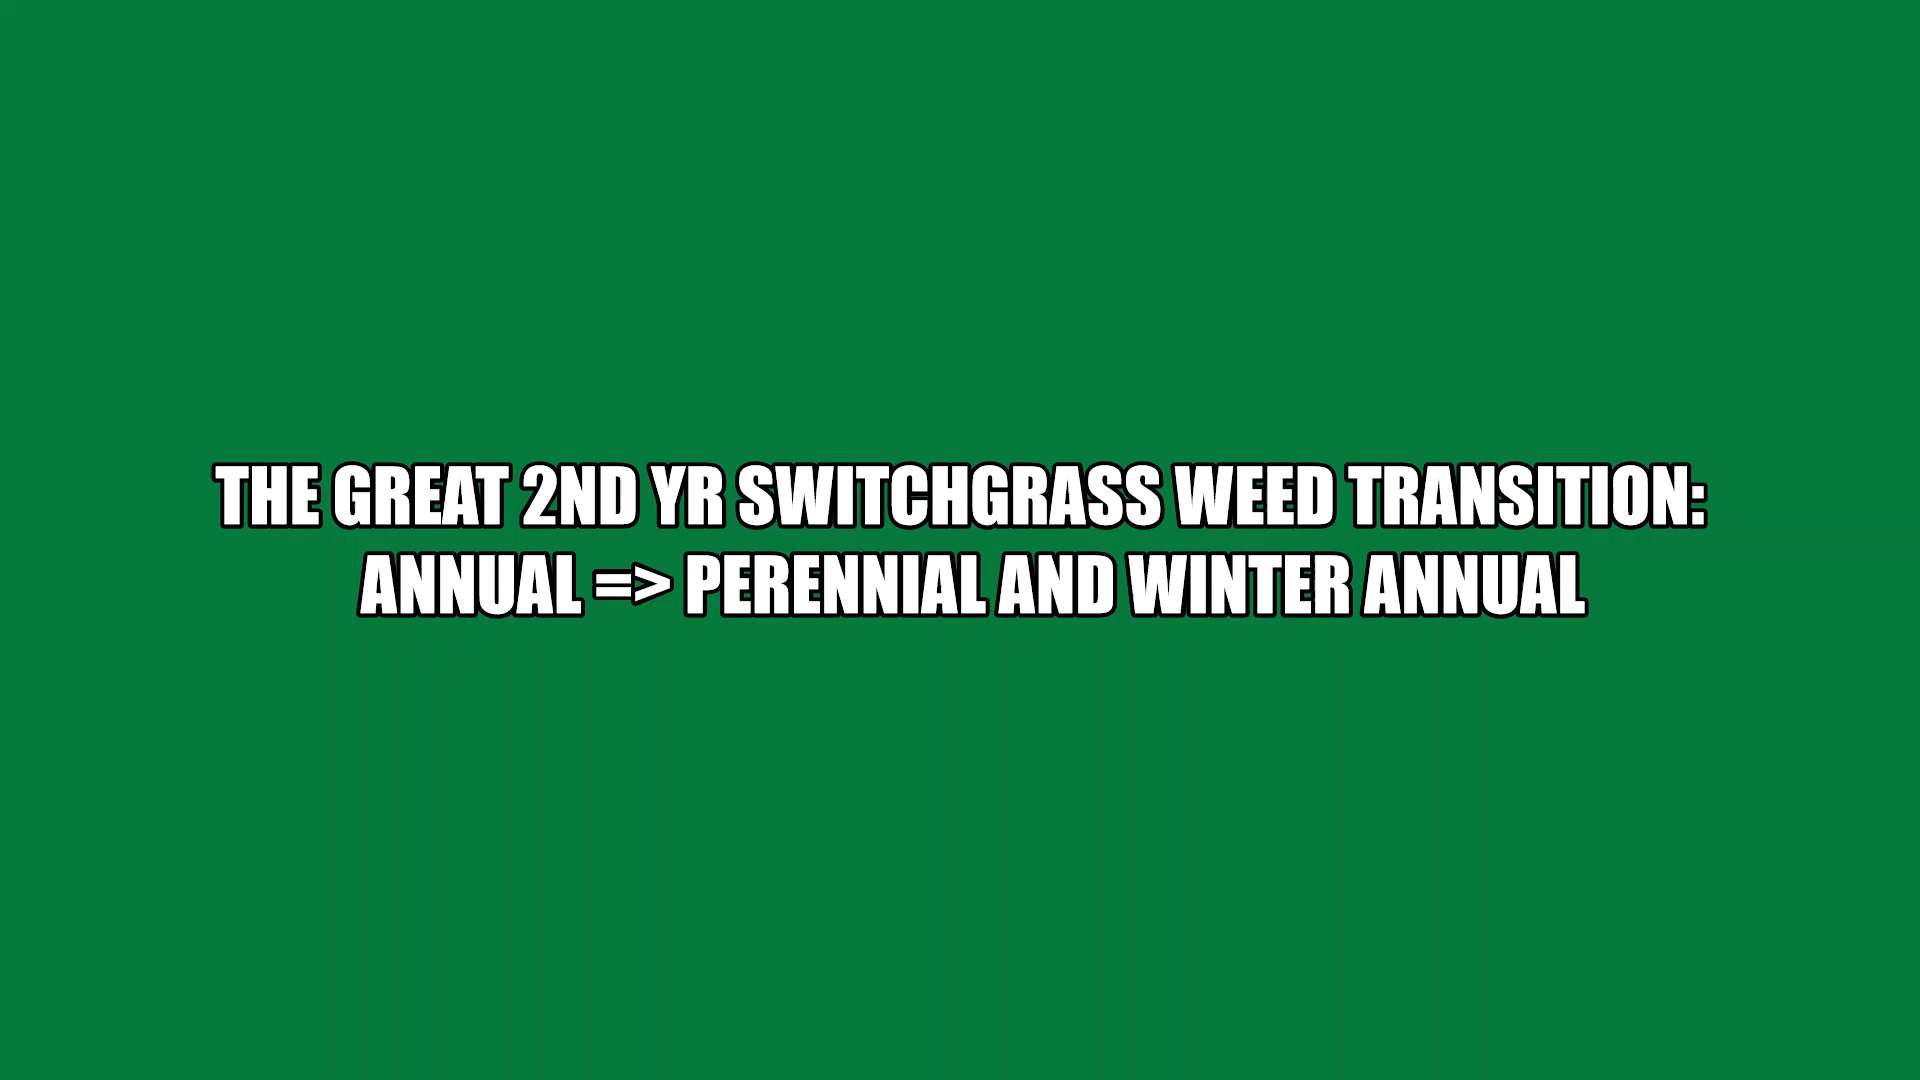 THE GREAT 2ND YR SWITCHGRASS WEED TRANSITION:
ANNUAL => PERENNIAL AND WINTER ANNUAL